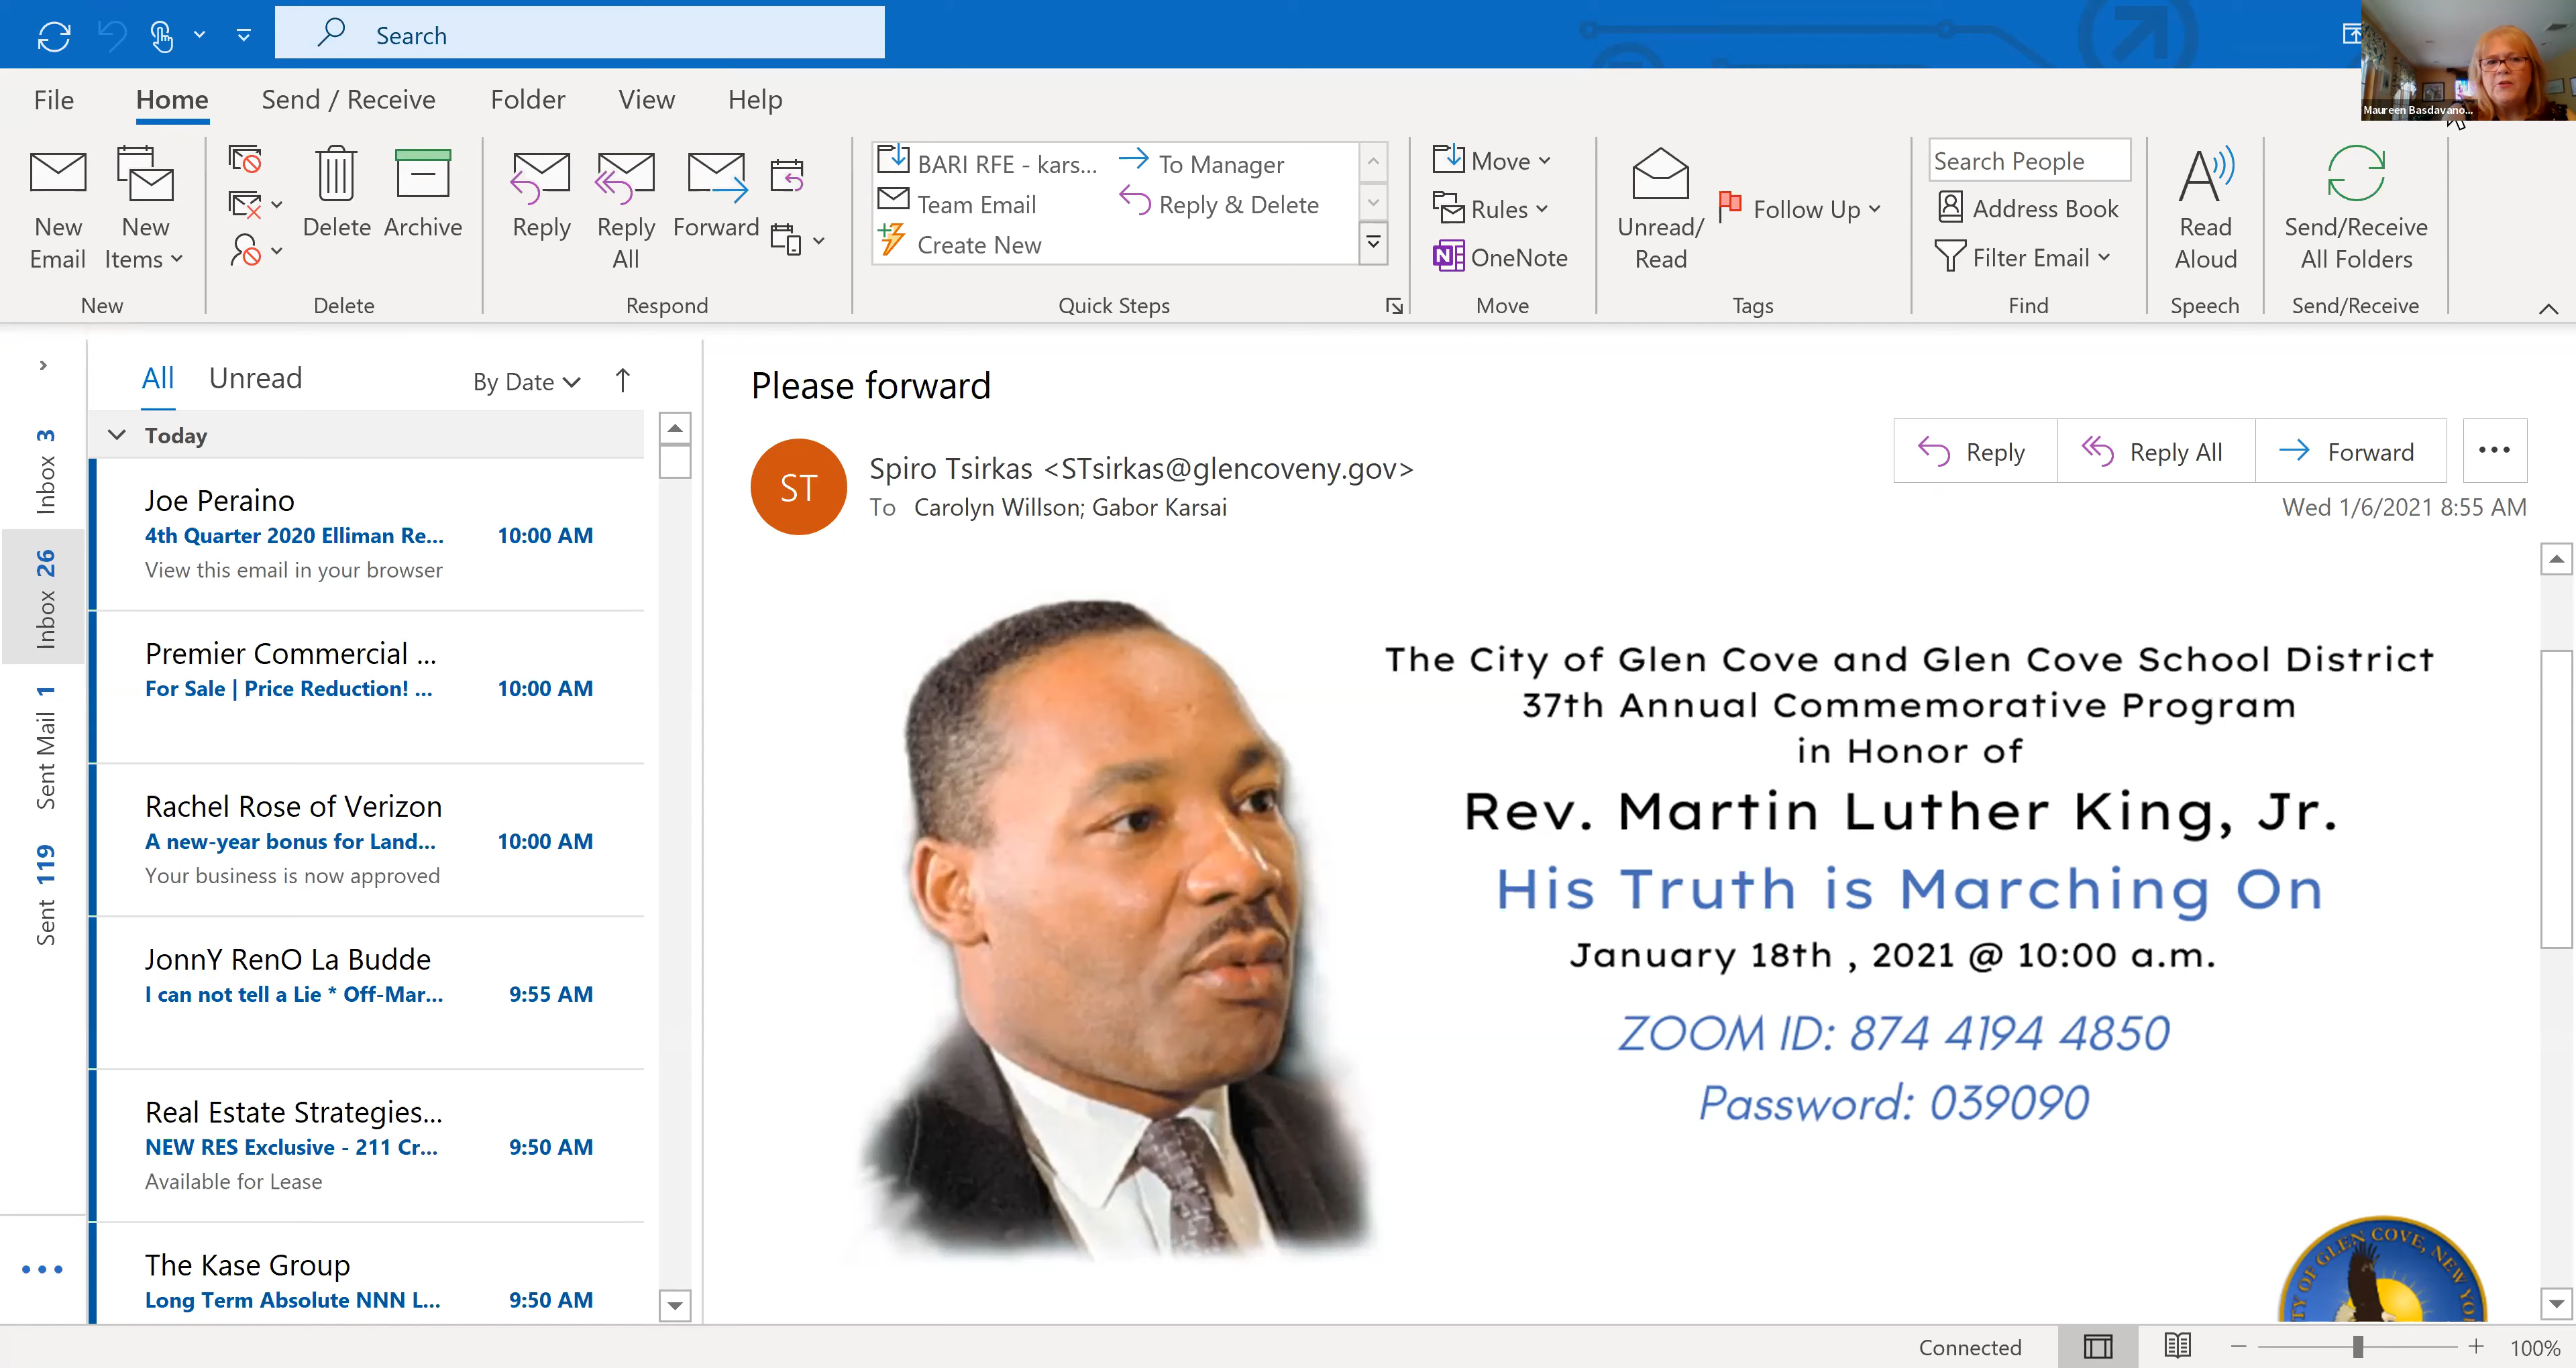 Search
Maureen Basdavano...
File Home Send / Receive Folder View Help
New Email
New Items
Delete
Archive
Reply
Reply All
Forward
BARI RFE - kars...
To Manager
Team Email
Reply & Delete
Create New
Move
Rules
OneNote
Unread/ Read
Follow Up
Search People
Address Book
Filter Email
Read Aloud
Send/Receive All Folders
New Delete Respond Quick Steps Move Tags Find Speech Send/Receive
Inbox 3
Inbox 26
Sent Mail 1
Sent 119
All Unread By Date
Today
Joe Peraino
4th Quarter 2020 Elliman Re... 10:00 AM
View this email in your browser
Premier Commercial ...
For Sale | Price Reduction! ... 10:00 AM
Rachel Rose of Verizon
A new-year bonus for Land... 10:00 AM
Your business is now approved
JonnY RenO La Budde
I can not tell a Lie * Off-Mar... 9:55 AM
Real Estate Strategies...
NEW RES Exclusive - 211 Cr... 9:50 AM
Available for Lease
The Kase Group
Long Term Absolute NNN L... 9:50 AM
Please forward
ST
Spiro Tsirkas <STsirkas@glencoveny.gov>
To Carolyn Willson; Gabor Karsai
Reply Reply All Forward
Wed 1/6/2021 8:55 AM
The City of Glen Cove and Glen Cove School District
37th Annual Commemorative Program
in Honor of
Rev. Martin Luther King, Jr.
His Truth is Marching On
January 18th , 2021 @ 10:00 a.m.
ZOOM ID: 874 4194 4850
Password: 039090
OF GLEN COVE, NEW
Connected 100%